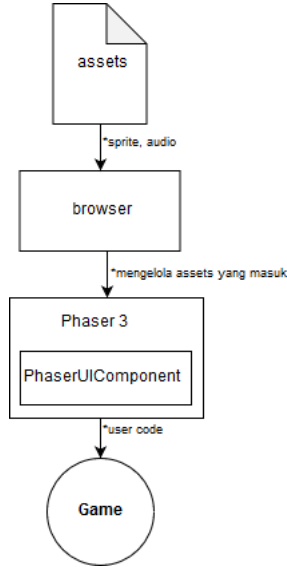 assets
*sprite, audio
browser
*mengelola assets yang masuk
Phaser 3
PhaserUIComponent
*user code
Game